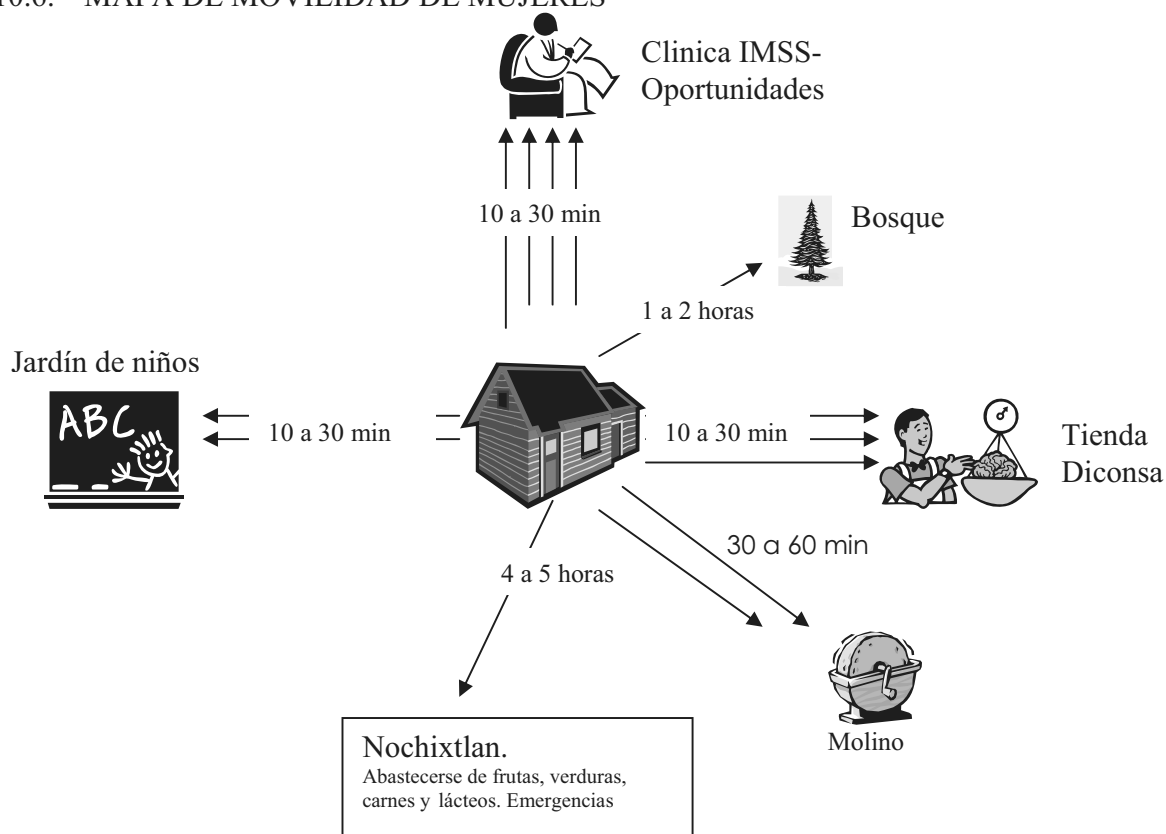 10.6. MAPA DE MOVILIDAD DE MUJERES
Clinica IMSS-
Oportunidades
10 a 30 min
Bosque
1 a 2 horas
Jardín de niños
ABC
10 a 30 min
10 a 30 min
Tienda
Diconsa
30 a 60 min
4 a 5 horas
Molino
Nochixtlan.
Abastecerse de frutas, verduras,
carnes y lácteos. Emergencias